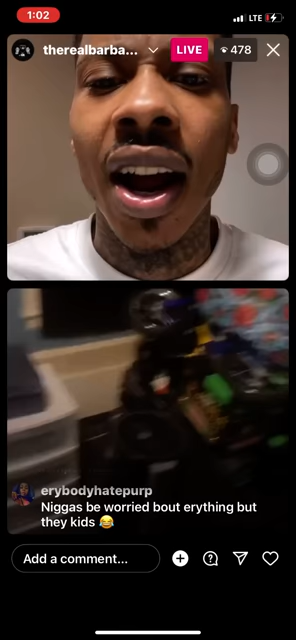 1:02
LTE
therealbarba...
LIVE
478
erybodyhatepurp
Niggas be worried bout erything but
they kids 😂
Add a comment...